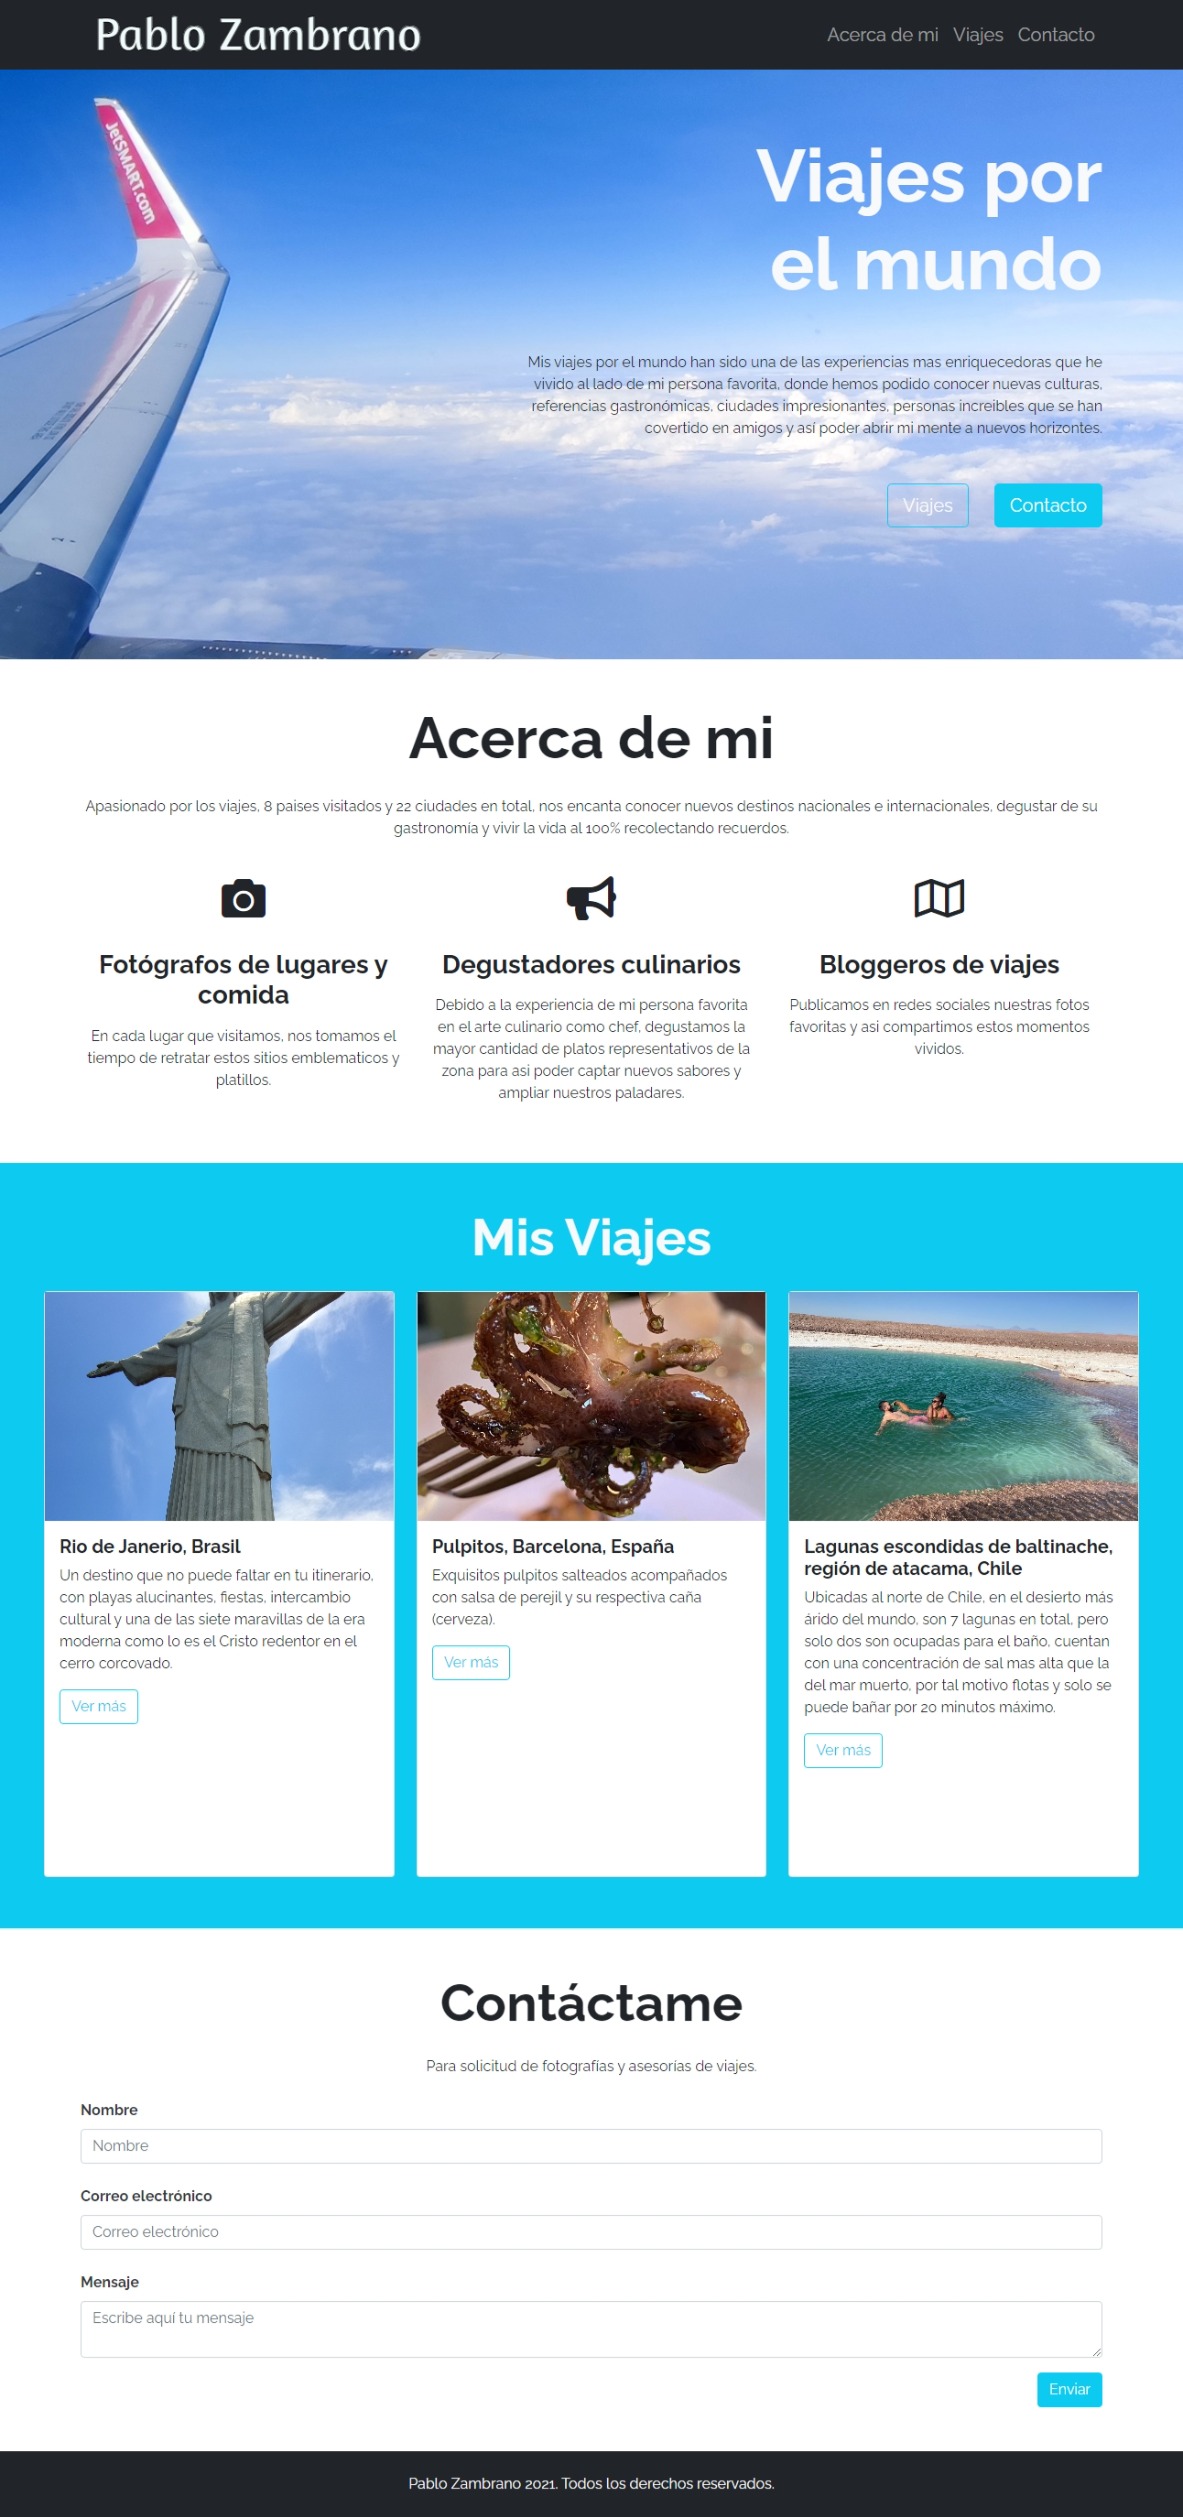 Pablo Zambrano
Acerca de mi Viajes Contacto
JetSMART.com
Viajes por
el mundo
Mis viajes por el mundo han sido una de las experiencias mas enriquecedoras que he
vivido al lado de mi persona favorita, donde hemos podido conocer nuevas culturas,
referencias gastronómicas, ciudades impresionantes, personas increibles que se han
covertido en amigos y así poder abrir mi mente a nuevos horizontes.
Viajes Contacto
Acerca de mi
Apasionado por los viajes, 8 paises visitados y 22 ciudades en total, nos encanta conocer nuevos destinos nacionales e internacionales, degustar de su
gastronomía y vivir la vida al 100% recolectando recuerdos.
Fotógrafos de lugares y
comida
En cada lugar que visitamos, nos tomamos el
tiempo de retratar estos sitios emblematicos y
platillos.
Degustadores culinarios
Debido a la experiencia de mi persona favorita
en el arte culinario como chef, degustamos la
mayor cantidad de platos representativos de la
zona para asi poder captar nuevos sabores y
ampliar nuestros paladares.
Bloggeros de viajes
Publicamos en redes sociales nuestras fotos
favoritas y asi compartimos estos momentos
vividos.
Mis Viajes
Rio de Janerio, Brasil
Un destino que no puede faltar en tu itinerario,
con playas alucinantes, fiestas, intercambio
cultural y una de las siete maravillas de la era
moderna como lo es el Cristo redentor en el
cerro corcovado.
Ver más
Pulpitos, Barcelona, España
Exquisitos pulpitos salteados acompañados
con salsa de perejil y su respectiva caña
(cerveza).
Ver más
Lagunas escondidas de baltinache,
región de atacama, Chile
Ubicadas al norte de Chile, en el desierto más
árido del mundo, son 7 lagunas en total, pero
solo dos son ocupadas para el baño, cuentan
con una concentración de sal mas alta que la
del mar muerto, por tal motivo flotas y solo se
puede bañar por 20 minutos máximo.
Ver más
Contáctame
Para solicitud de fotografías y asesorías de viajes.
Nombre
Nombre
Correo electrónico
Correo electrónico
Mensaje
Escribe aquí tu mensaje
Enviar
Pablo Zambrano 2021. Todos los derechos reservados.